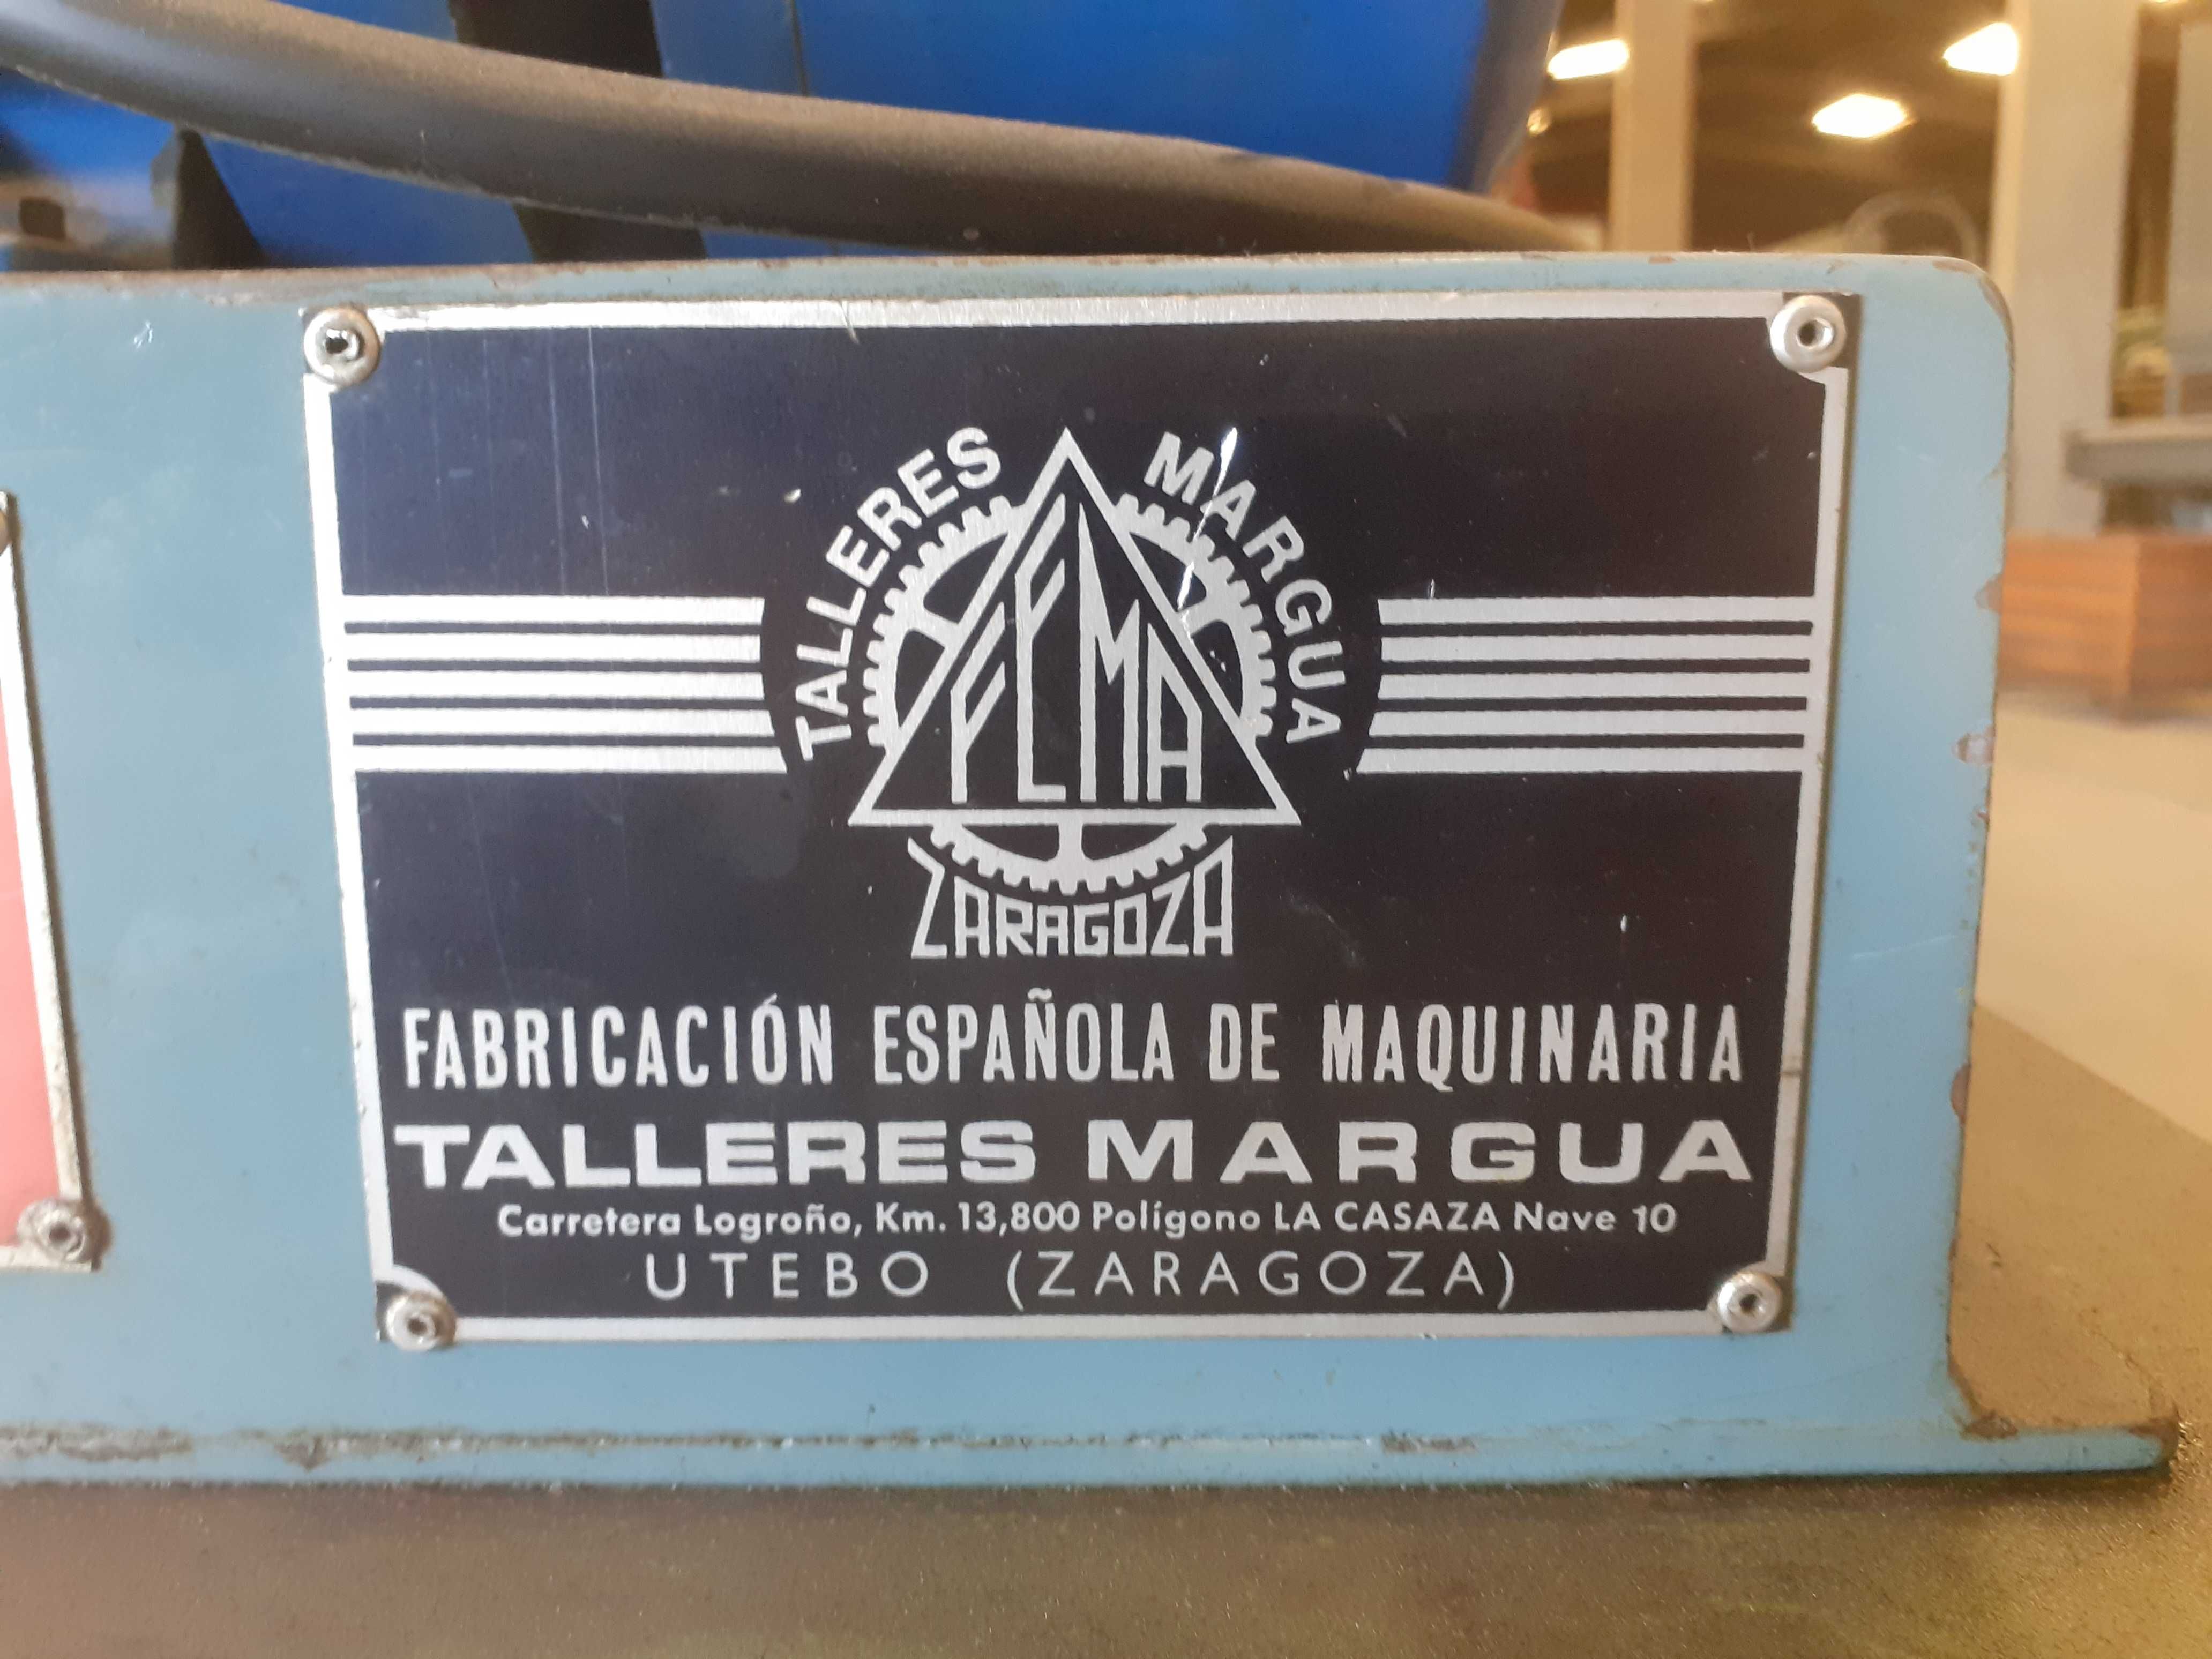 TALLERES MARGUA
FEMA
ZARAGOZA
FABRICACIÓN ESPAÑOLA DE MAQUINARIA
TALLERES MARGUA
Carretera Logroño, Km. 13,800 Polígono LA CASAZA Nave 10
UTEBO (ZARAGOZA)